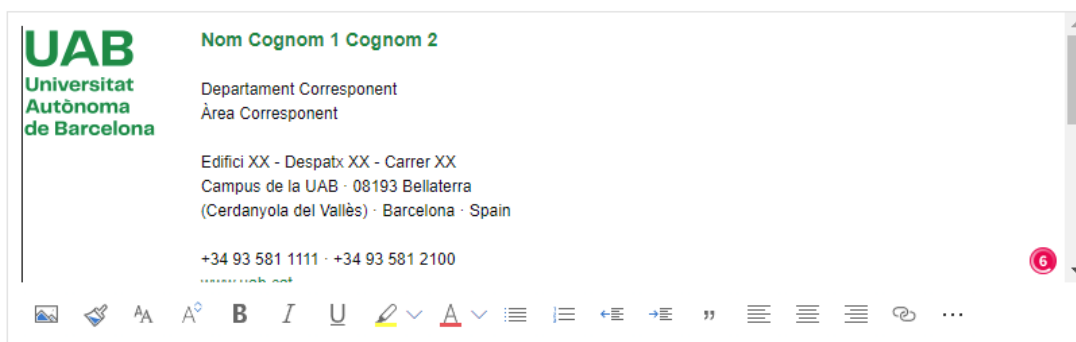 UAB
Universitat
Autònoma
de Barcelona
Nom Cognom 1 Cognom 2
Departament Corresponent
Àrea Corresponent
Edifici XX - Despatx XX - Carrer XX
Campus de la UAB · 08193 Bellaterra
(Cerdanyola del Vallès) · Barcelona · Spain
+34 93 581 1111 · +34 93 581 2100
6